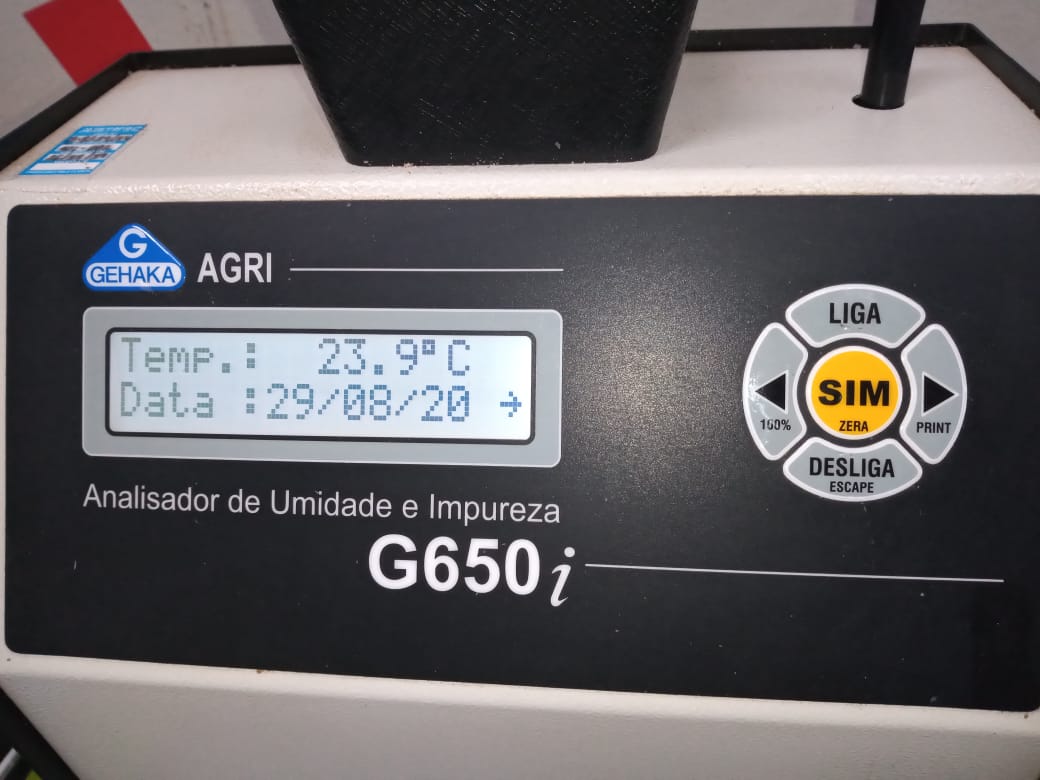 G
GEHAKA AGRI
Temp.: 23.9°C
Data :29/08/20 →
Analisador de Umidade e Impureza
G650i
LIGA
100%
SIM
ZERA
PRINT
DESLIGA
ESCAPE